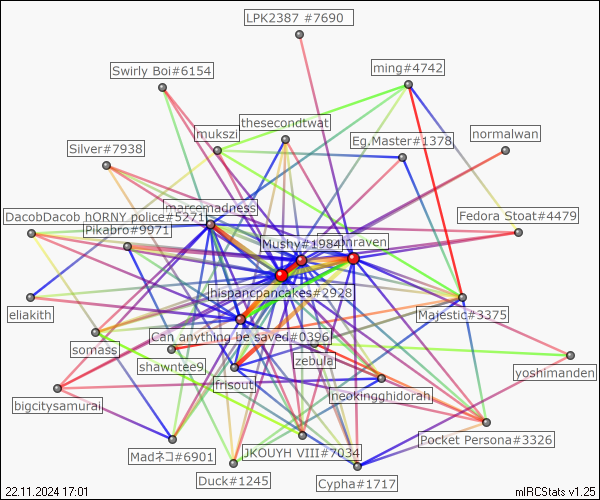 LPK2387 #7690
Swirly Boi#6154
ming#4742
thesecondtwat
mukszi
Eg.Master#1378
normalwan
Silver#7938
marcemadness
DacobDacob hORNY police#5271
Fedora Stoat#4479
Pikabro#9971
Mushy#1984
nraven
hispancpancakes#2928
eliakith
Majestic#3375
Can anything be saved#0396
somass
shawntee9
zebula
yoshimanden
frisout
neokingghidorah
bigcitysamurai
Pocket Persona#3326
Madネコ#6901
JKOUYH VIII#7034
Duck#1245
Cypha#1717
22.11.2024 17:01
mIRCStats v1.25